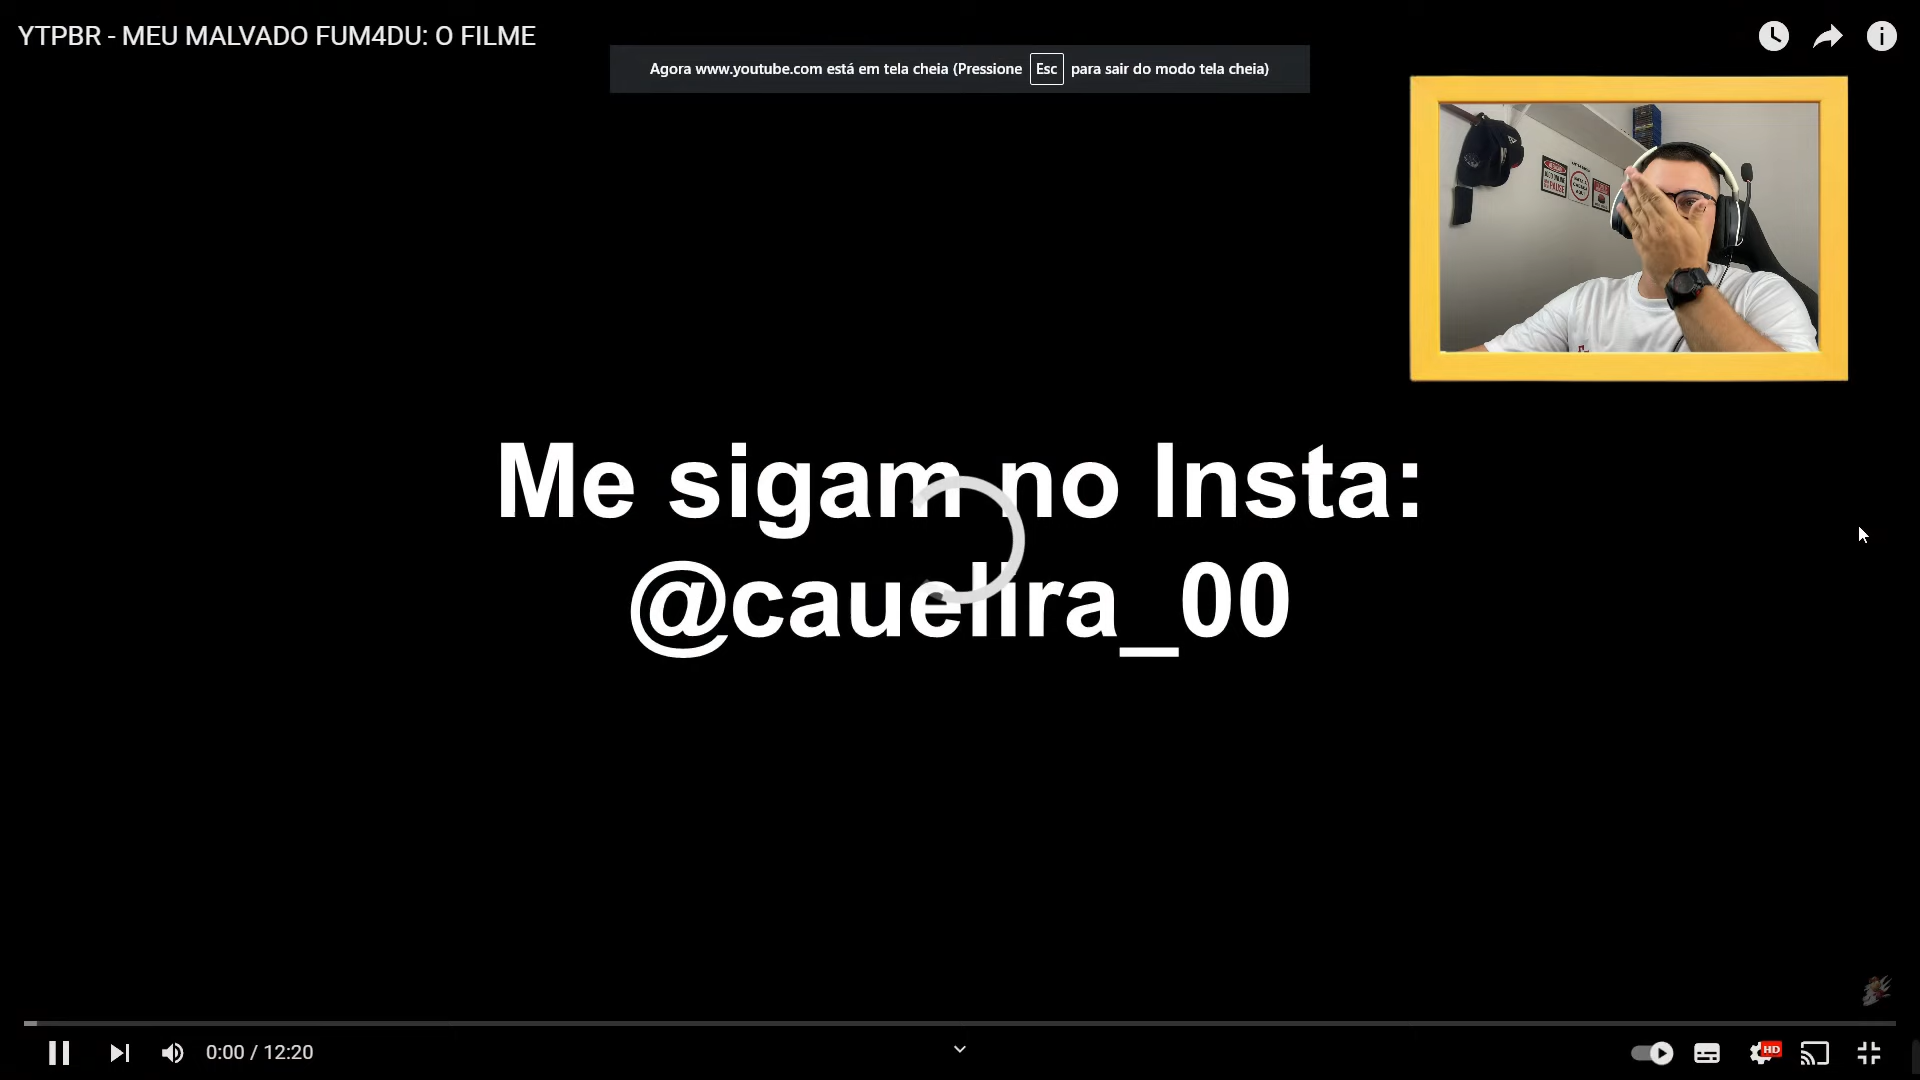 YTPBR - MEU MALVADO FUM4DU: O FILME
Agora www.youtube.com está em tela cheia (Pressione Esc para sair do modo tela cheia)
Me sigam no Insta:
@cauelira_00
0:00 / 12:20
HD